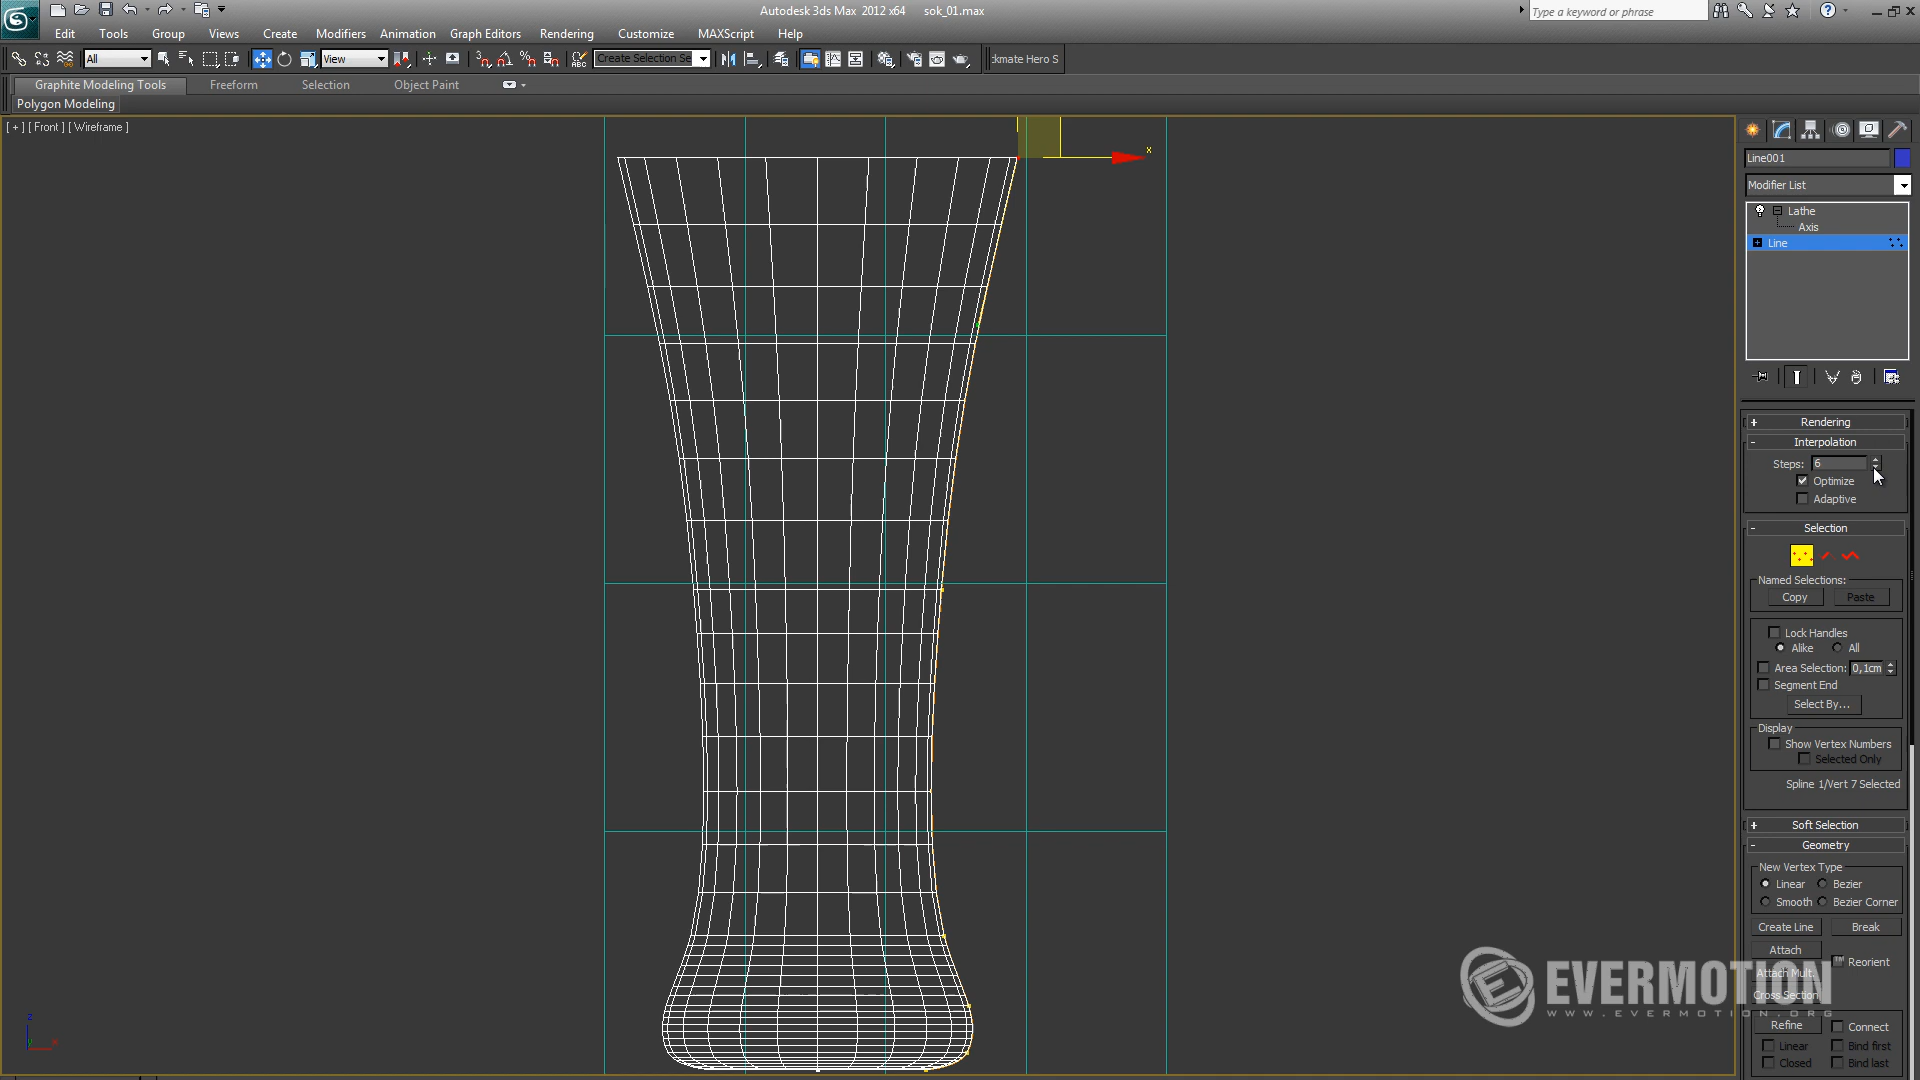 Autodesk 3ds Max 2012 x64 sok_01.max
Type a keyword or phrase
Edit Tools Group Views Create Modifiers Animation Graph Editors Rendering Customize MAXScript Help
All View Create Selection Se kmate Hero S
Graphite Modeling Tools Freeform Selection Object Paint
Polygon Modeling
[ + ] [ Front ] [ Wireframe ]
x
Line001
Modifier List
Lathe
Axis
Line
+ Rendering
- Interpolation
Steps: 6
Optimize
Adaptive
- Selection
Named Selections:
Copy Paste
Lock Handles
Alike All
Area Selection: 0,1cm
Segment End
Select By...
Display
Show Vertex Numbers
Selected Only
Spline 1/Vert 7 Selected
+ Soft Selection
- Geometry
New Vertex Type
Linear Bezier
Smooth Bezier Corner
Create Line Break
Attach
Reorient
Attach Mult.
Cross Section
Refine Connect
Linear Bind first
Closed Bind last
EVERMOTION™
WWW.EVERMOTION.ORG
z
y
x